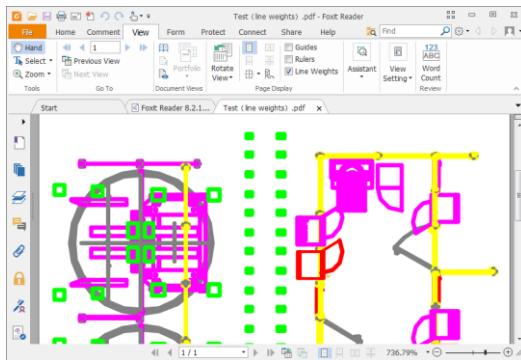 Test (line weights) .pdf - Foxit Reader
File Home Comment View Form Protect Connect Share Help Find
Hand 1 Guides 123
Select Previous View Rulers ABC
Zoom Next View Portfolio Rotate View Line Weights Assistant View Setting Word Count
Tools Go To Document Views Page Display Review
Start Foxit Reader 8.2.1... Test (line weights) .pdf x
1 / 1 736.79%